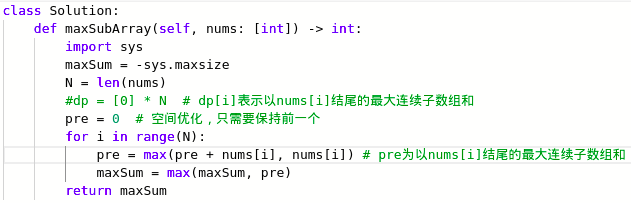 class Solution:
    def maxSubArray(self, nums: [int]) -> int:
        import sys
        maxSum = -sys.maxsize
        N = len(nums)
        #dp = [0] * N  # dp[i]表示以nums[i]结尾的最大连续子数组和
        pre = 0  # 空间优化，只需要保持前一个
        for i in range(N):
            pre = max(pre + nums[i], nums[i]) # pre为以nums[i]结尾的最大连续子数组和
            maxSum = max(maxSum, pre)
        return maxSum